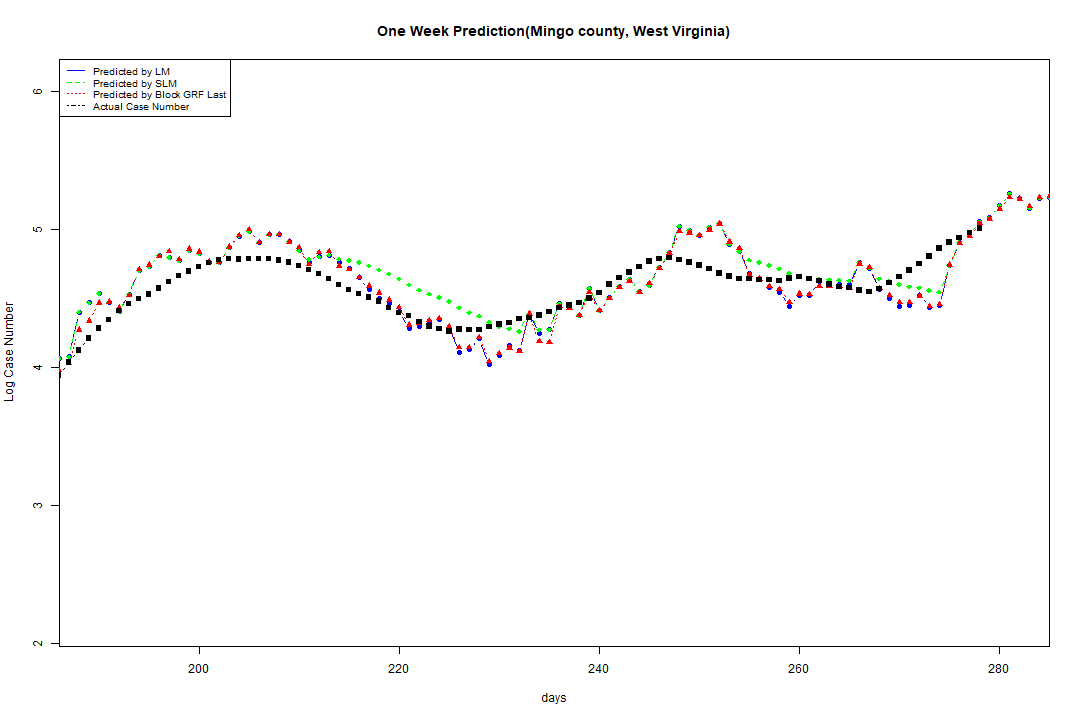 One Week Prediction(Mingo county, West Virginia)
Predicted by LM
Predicted by SLM
Predicted by Block GRF Last
Actual Case Number
6
5
4
3
2
Log Case Number
200
220
240
260
280
days